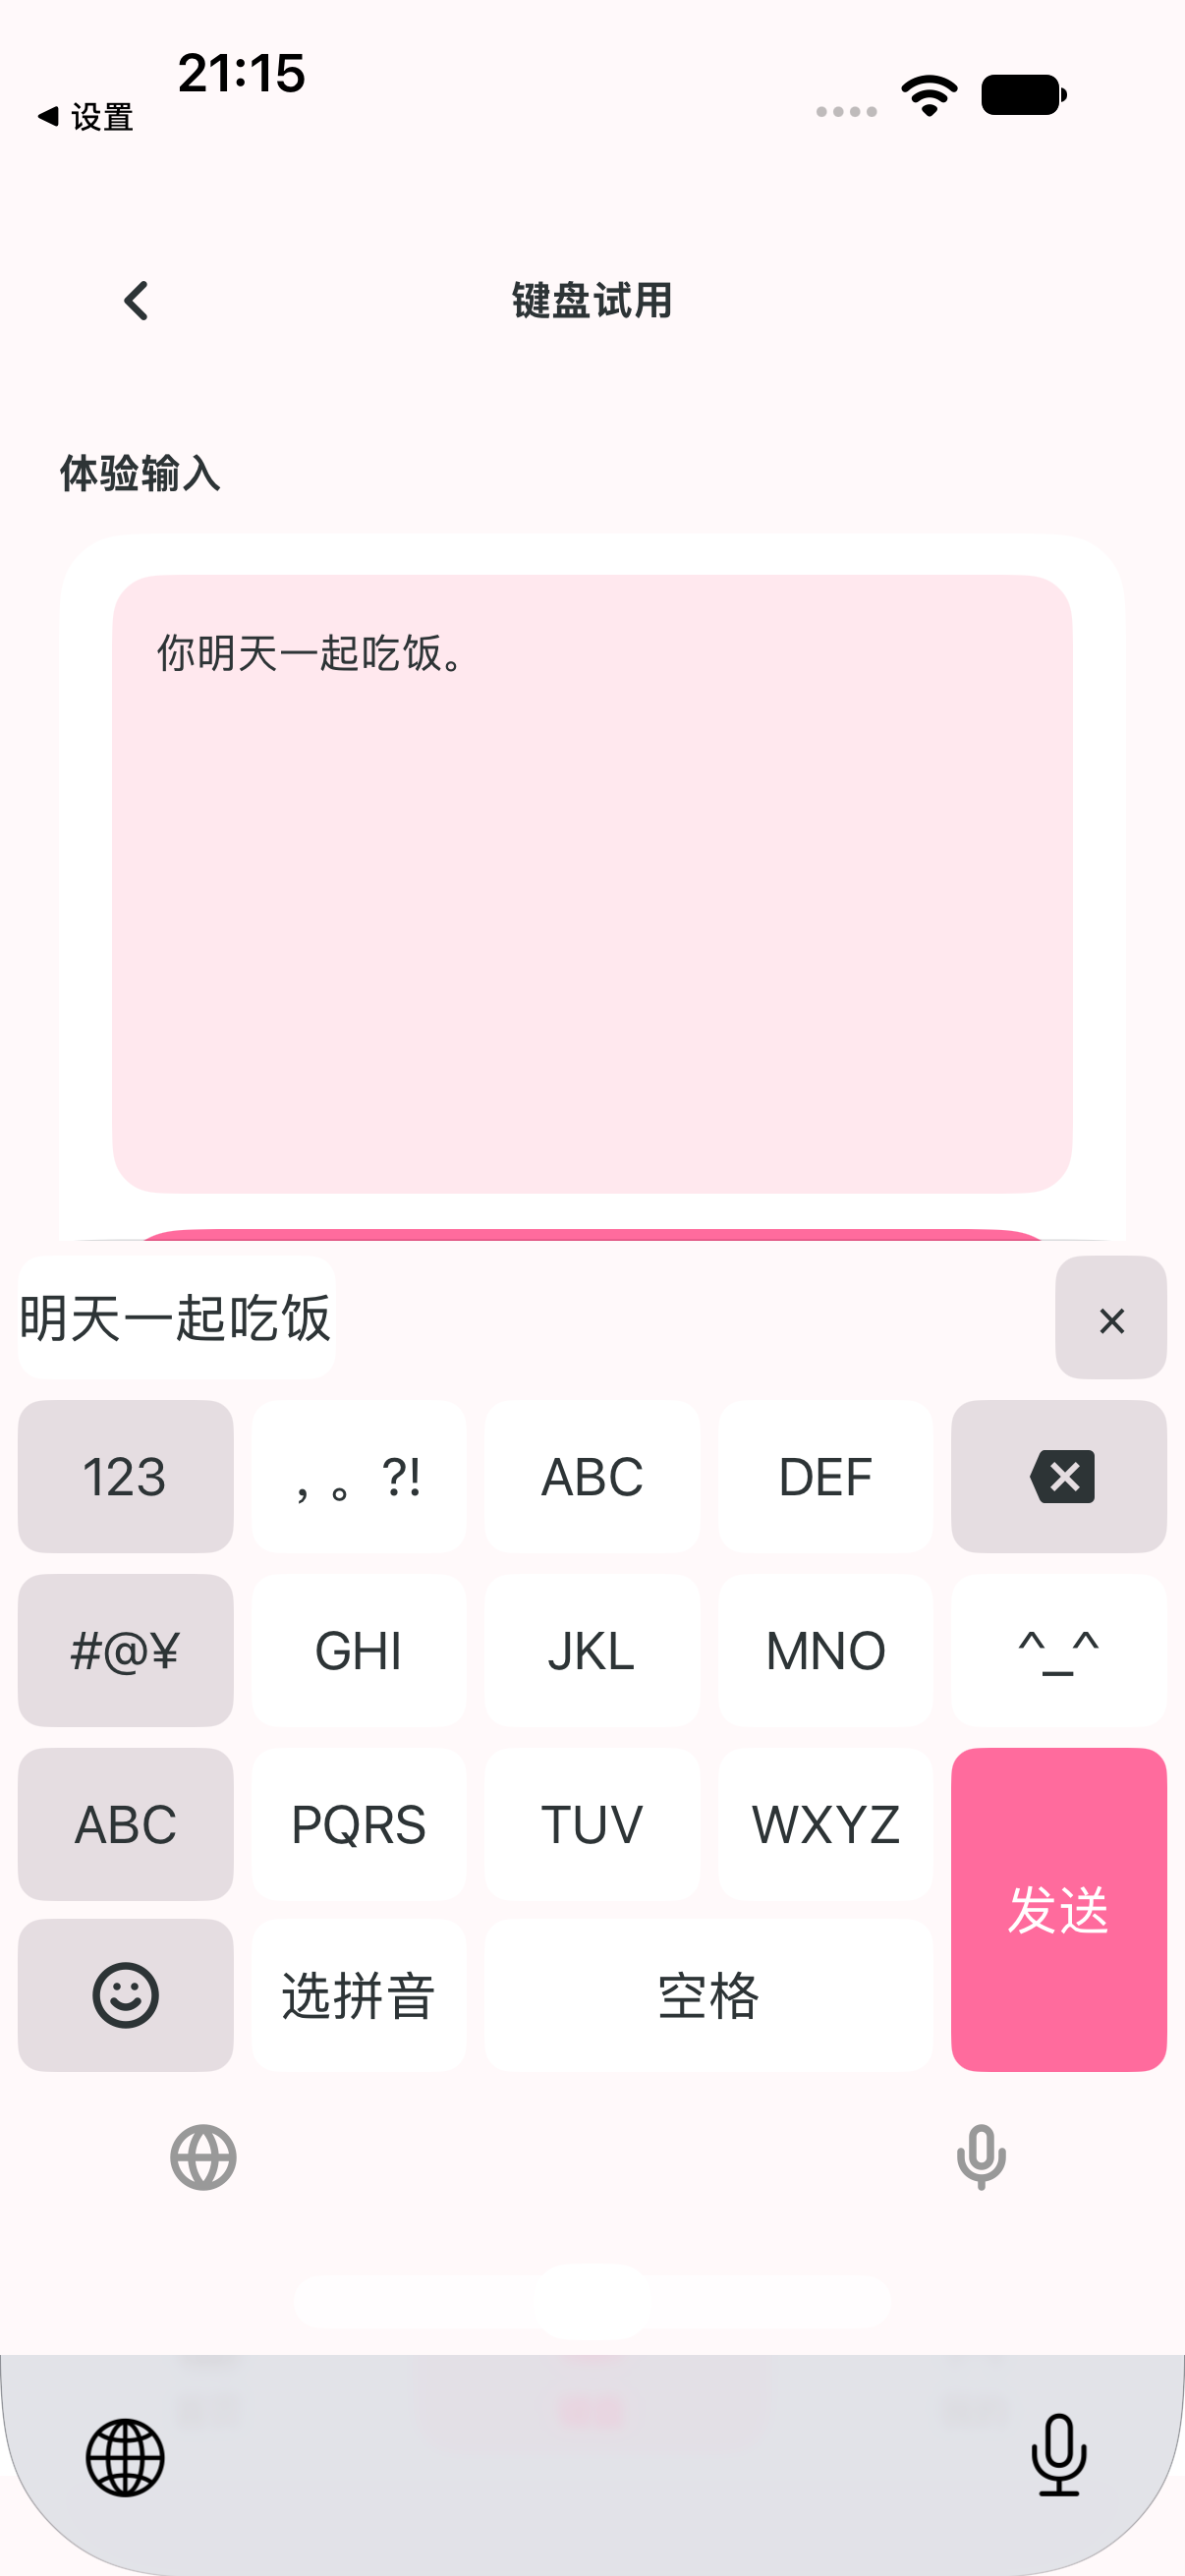 21:15
◀ 设置
键盘试用
体验输入
你明天一起吃饭。
明天一起吃饭
×
123
，。?!
ABC
DEF
#@¥
GHI
JKL
MNO
^_^
ABC
PQRS
TUV
WXYZ
发送
选拼音
空格